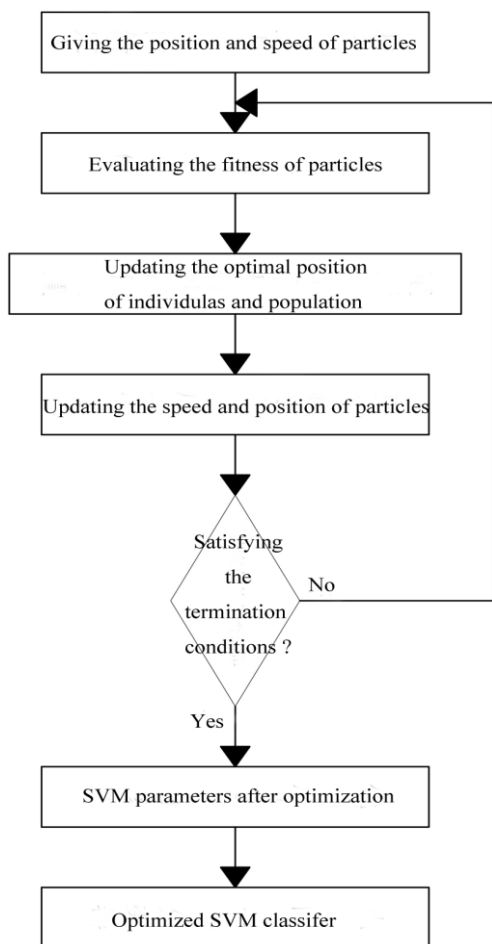 Giving the position and speed of particles
Evaluating the fitness of particles
Updating the optimal position
of individulas and population
Updating the speed and position of particles
Satisfying
the
termination
conditions ?
No
Yes
SVM parameters after optimization
Optimized SVM classifer